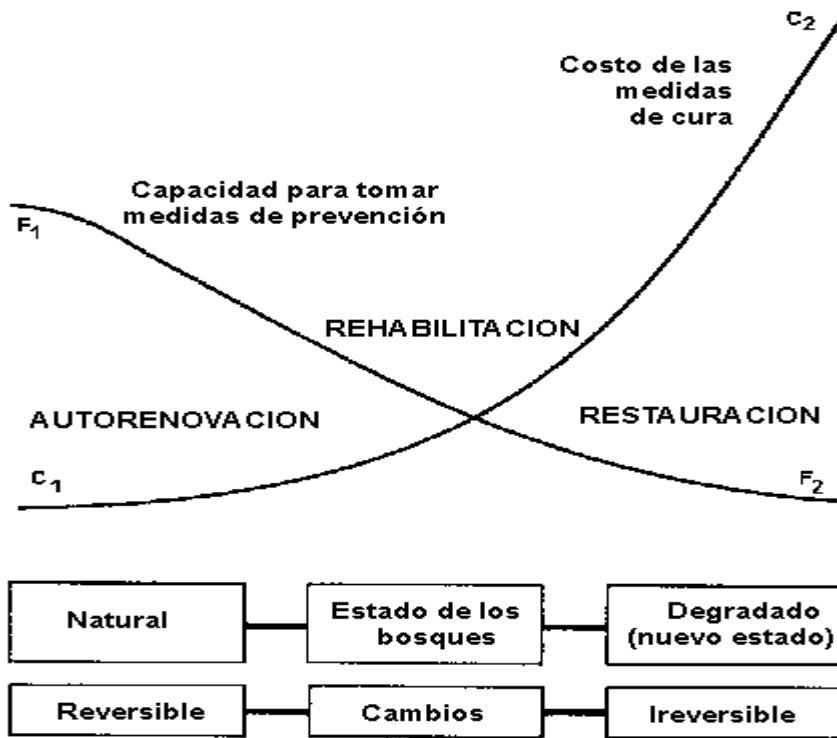 C2
Costo de las
medidas
de cura
Capacidad para tomar
medidas de prevención
F1
REHABILITACION
AUTORENOVACION
RESTAURACION
C1
F2
Natural
Estado de los
bosques
Degradado
(nuevo estado)
Reversible
Cambios
Ireversible